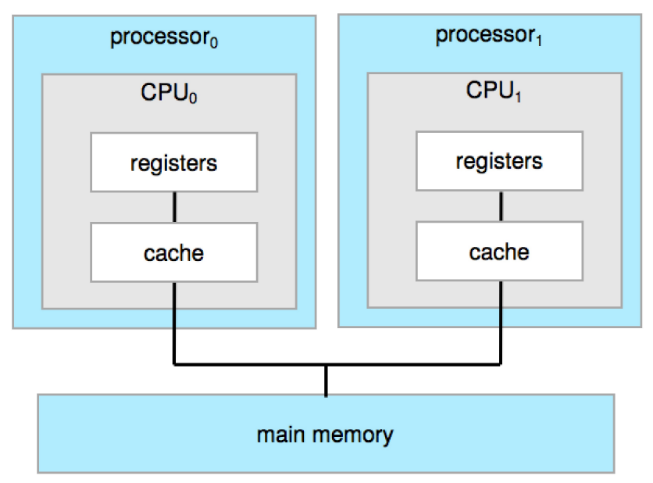 processor₀
CPU₀
registers
cache
processor₁
CPU₁
registers
cache
main memory